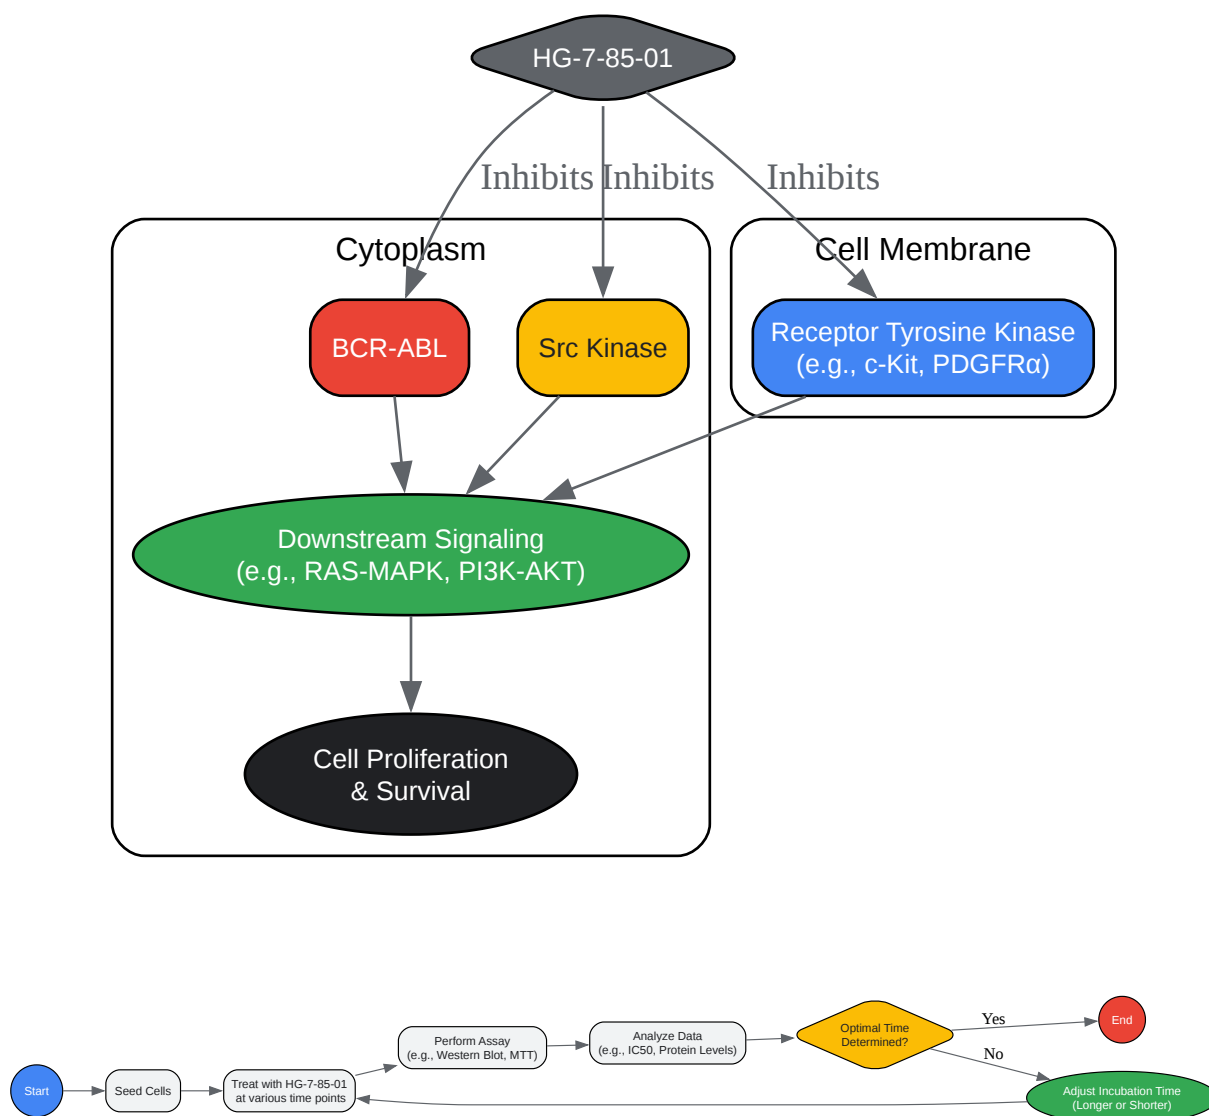 HG-7-85-01
Inhibits
Inhibits
Inhibits
Cytoplasm
Cell Membrane
BCR-ABL
Src Kinase
Receptor Tyrosine Kinase
(e.g., c-Kit, PDGFRα)
Downstream Signaling
(e.g., RAS-MAPK, PI3K-AKT)
Cell Proliferation
& Survival
Start
Seed Cells
Treat with HG-7-85-01
at various time points
Perform Assay
(e.g., Western Blot, MTT)
Analyze Data
(e.g., IC50, Protein Levels)
Optimal Time
Determined?
Yes
End
No
Adjust Incubation Time
(Longer or Shorter)